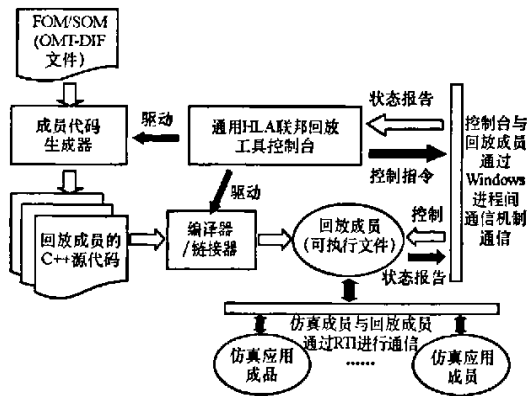 FOM/SOM
(OMT-DIF
文件)
成员代码
生成器
驱动
通用HLA联邦回放
工具控制台
状态报告
控制指令
控制台与
回放成员
通过
Windows
进程间
通信机制
通信
驱动
回放成员的
C++源代码
编译器
/链接器
回放成员
(可执行文件)
控制
状态报告
仿真成员与回放成员
通过RTI进行通信
仿真应用
成品
......
仿真应用
成员